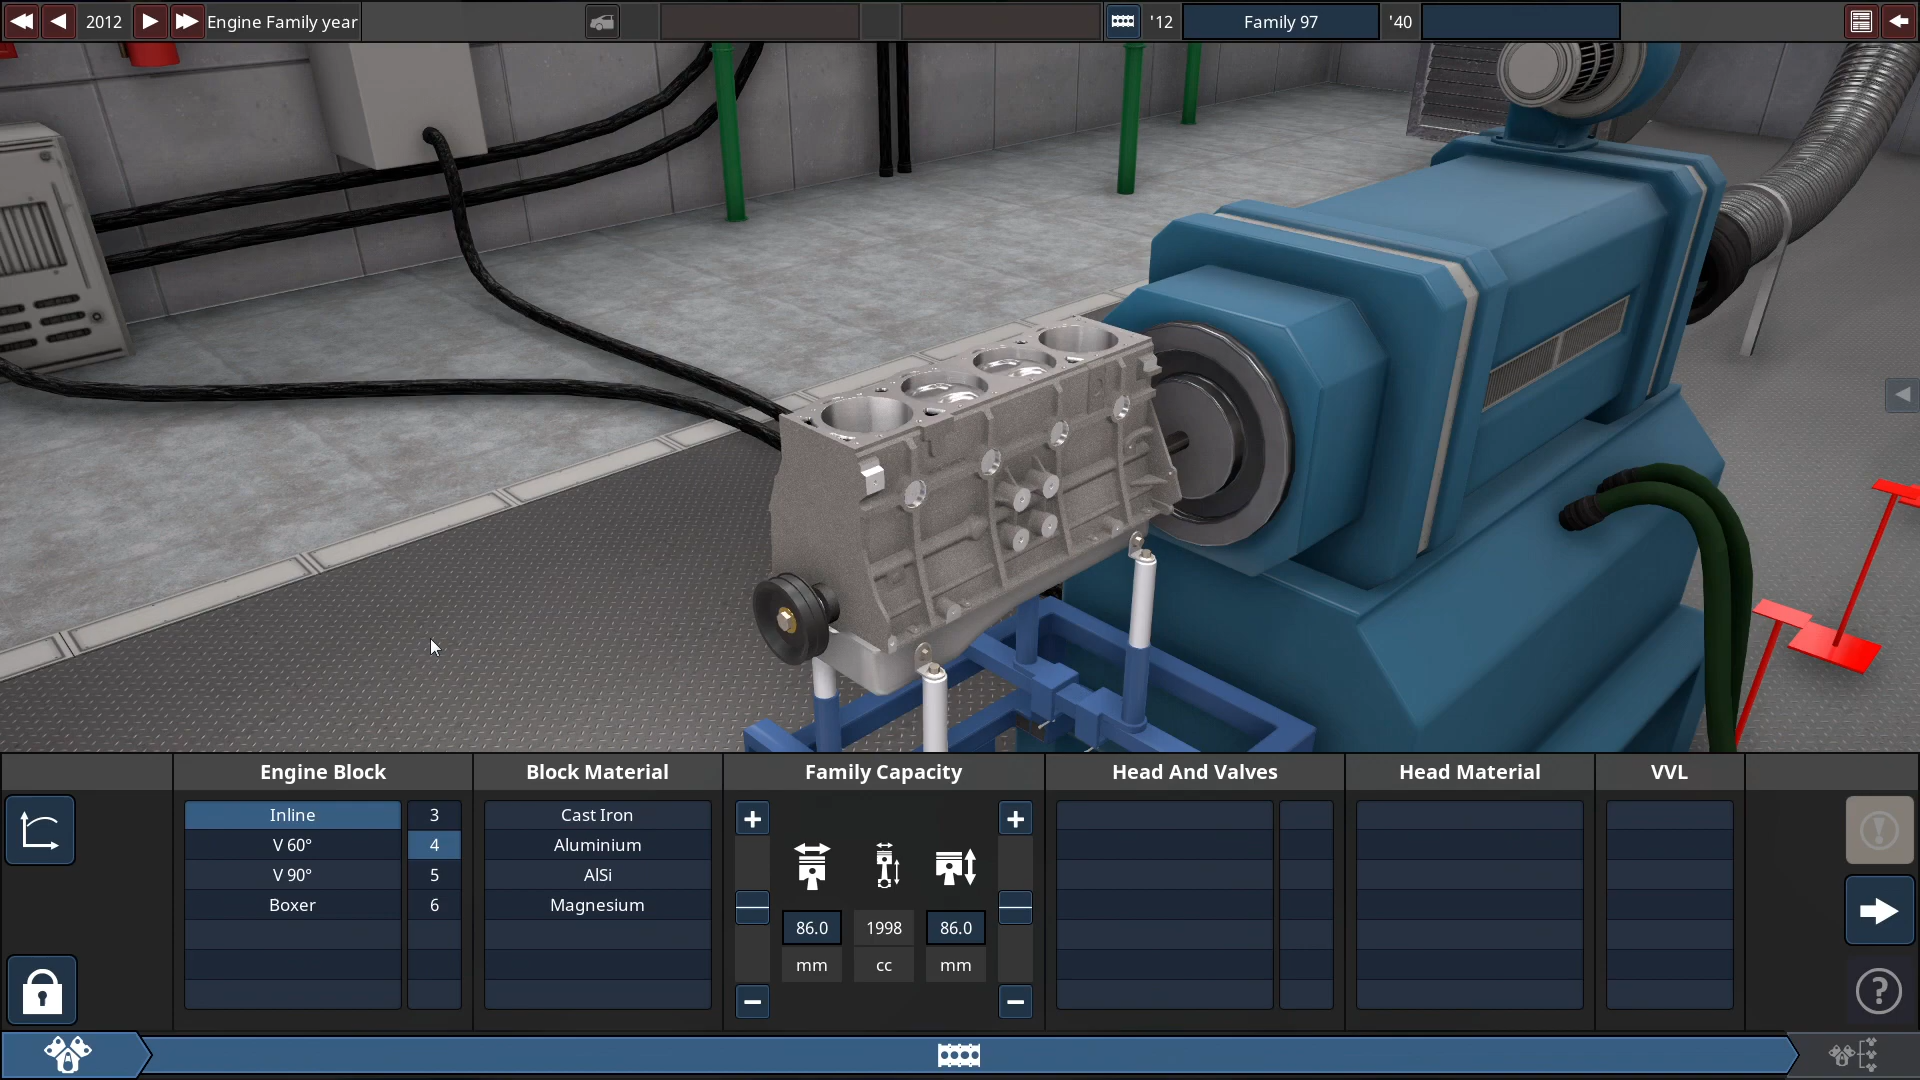 2012 Engine Family year '12 Family 97 '40
Engine Block
Inline 3
V 60° 4
V 90° 5
Boxer 6
Block Material
Cast Iron
Aluminium
AlSi
Magnesium
Family Capacity
86.0 1998 86.0
mm cc mm
Head And Valves
Head Material
VVL